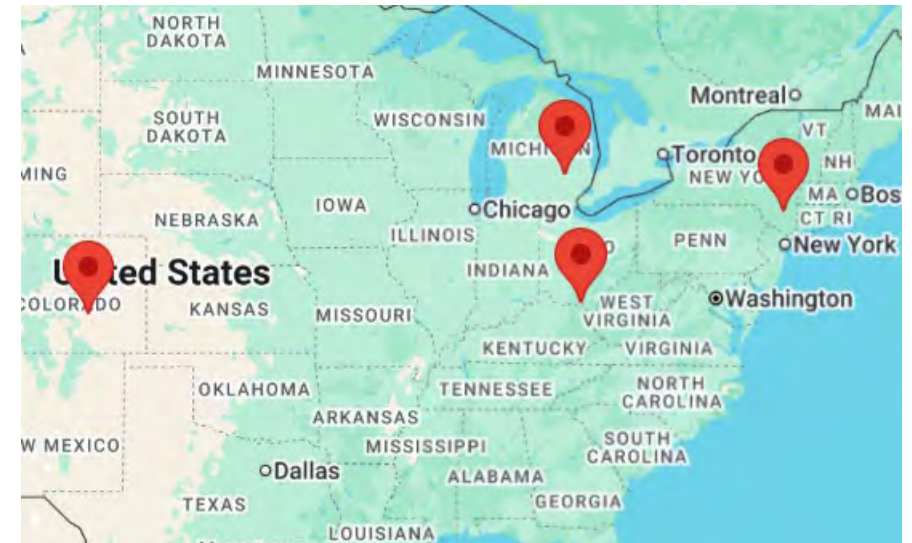 NORTH
DAKOTA
MINNESOTA
Montreal
MAI
SOUTH
DAKOTA
WISCONSIN
VT
MICHI N
Toronto
NH
MING
NEW YO
MA
Bos
IOWA
Chicago
NEBRASKA
CT RI
ILLINOIS
PENN
New York
O
U ted States
INDIANA
COLORADO
KANSAS
MISSOURI
WEST
VIRGINIA
Washington
KENTUCKY
VIRGINIA
OKLAHOMA
TENNESSEE
NORTH
CAROLINA
ARKANSAS
W MEXICO
MISSISSIPPI
SOUTH
CAROLINA
Dallas
ALABAMA
TEXAS
GEORGIA
LOUISIANA